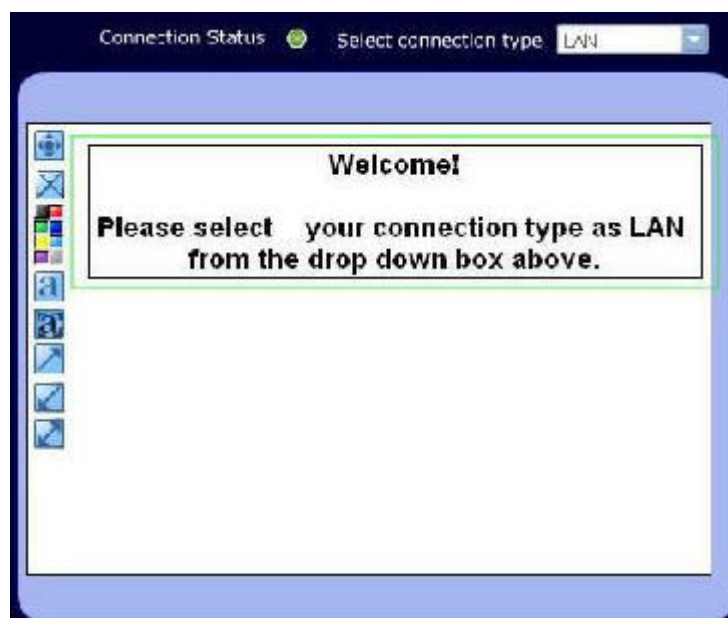 Connection Status Select connection type LAN
Welcome!
Please select your connection type as LAN
from the drop down box above.
a
a